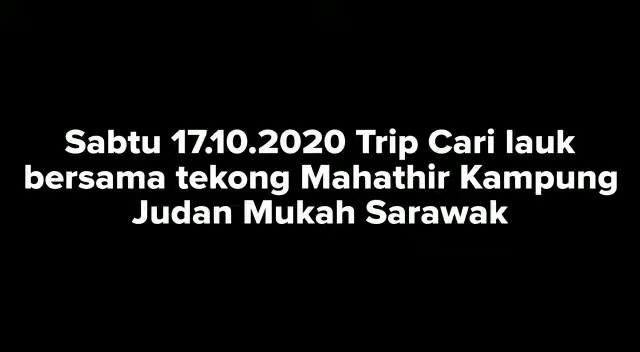 Sabtu 17.10.2020 Trip Cari lauk
bersama tekong Mahathir Kampung
Judan Mukah Sarawak